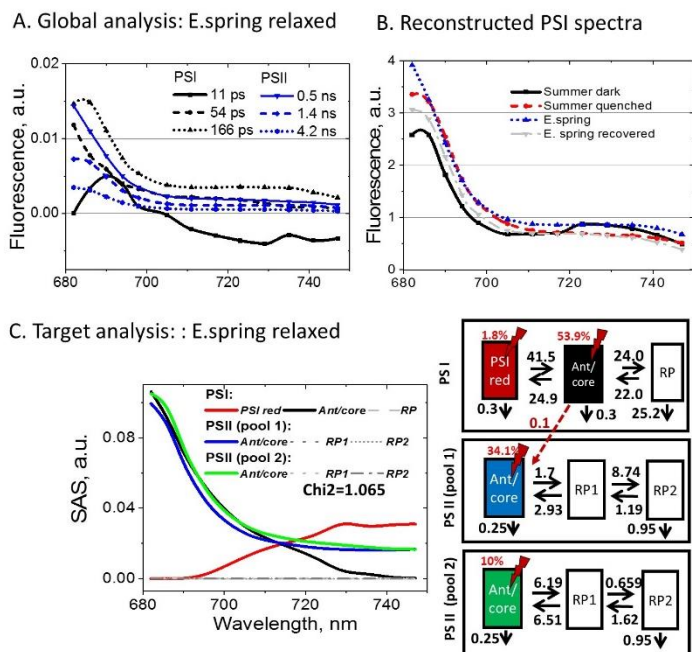 A. Global analysis: E.spring relaxed
B. Reconstructed PSI spectra
Fluorescence, a.u.
0.02
0.01
0.00
680 700 720 740
PSI PSII
11 ps 0.5 ns
54 ps 1.4 ns
166 ps 4.2 ns
Fluorescence, a.u.
4
3
2
1
0
680 700 720 740
Summer dark
Summer quenched
E.spring
E. spring recovered
C. Target analysis: : E.spring relaxed
SAS, a.u.
0.08
0.04
0.00
680 700 720 740
Wavelength, nm
PSI:
PSI red Ant/core RP
PSII (pool 1):
Ant/core RP1 RP2
PSII (pool 2):
Ant/core RP1 RP2
Chi2=1.065
PS I
1.8% 53.9%
PSI red 41.5 Ant/core 24.0 RP
24.9 22.0
0.3 0.3 25.2
0.1
PS II (pool 1)
34.1%
Ant/core 1.7 RP1 8.74 RP2
2.93 1.19
0.25 0.95
PS II (pool 2)
10%
Ant/core 6.19 RP1 0.659 RP2
6.51 1.62
0.25 0.95